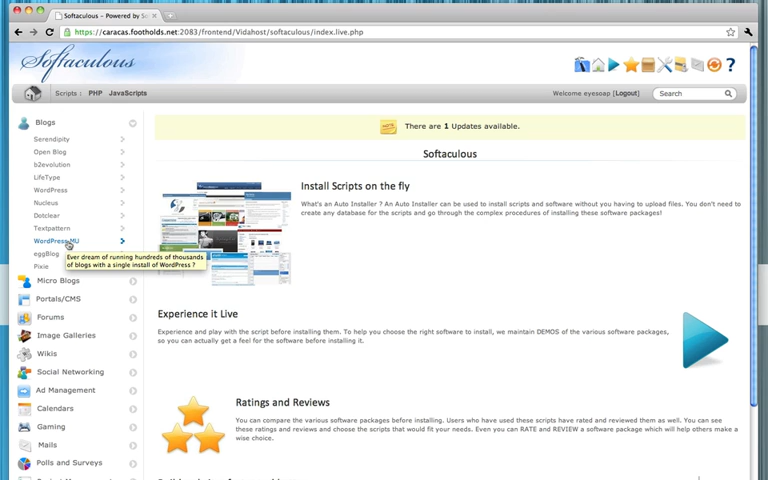 Softaculous - Powered by So
https://caracas.footholds.net:2083/frontend/Vidahost/softaculous/index.live.php
Softaculous
Scripts : PHP JavaScripts
Welcome eyesoap [Logout]
Search
Blogs
Serendipity
Open Blog
b2evolution
LifeType
WordPress
Nucleus
Dotclear
Textpattern
WordPress MU
eggBlog
Pixie
Ever dream of running hundreds of thousands
of blogs with a single install of WordPress ?
Micro Blogs
Portals/CMS
Forums
Image Galleries
Wikis
Social Networking
Ad Management
Calendars
Gaming
Mails
Polls and Surveys
There are 1 Updates available.
Softaculous
Install Scripts on the fly
What's an Auto Installer ? An Auto Installer can be used to install scripts and software without you having to upload files. You don't need to
create any database for the scripts and go through the complex procedures of installing these software packages!
Experience it Live
Experience and play with the script before installing them. To help you choose the right software to install, we maintain DEMOS of the various software packages,
so you can actually get a feel for the software before installing it.
Ratings and Reviews
You can compare the various software packages before installing. Users who have used these scripts have rated and reviewed them as well. You can see
these ratings and reviews and choose the scripts that would fit your needs. Even you can RATE and REVIEW a software package which will help others make a
wise choice.